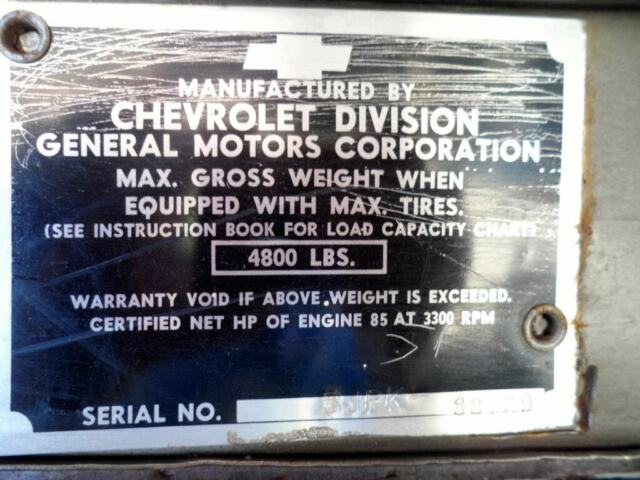 MANUFACTURED BY
CHEVROLET DIVISION
GENERAL MOTORS CORPORATION
MAX. GROSS WEIGHT WHEN
EQUIPPED WITH MAX. TIRES.
(SEE INSTRUCTION BOOK FOR LOAD CAPACITY CHART)
4800 LBS.
WARRANTY VOID IF ABOVE WEIGHT IS EXCEEDED.
CERTIFIED NET HP OF ENGINE 85 AT 3300 RPM
SERIAL NO.